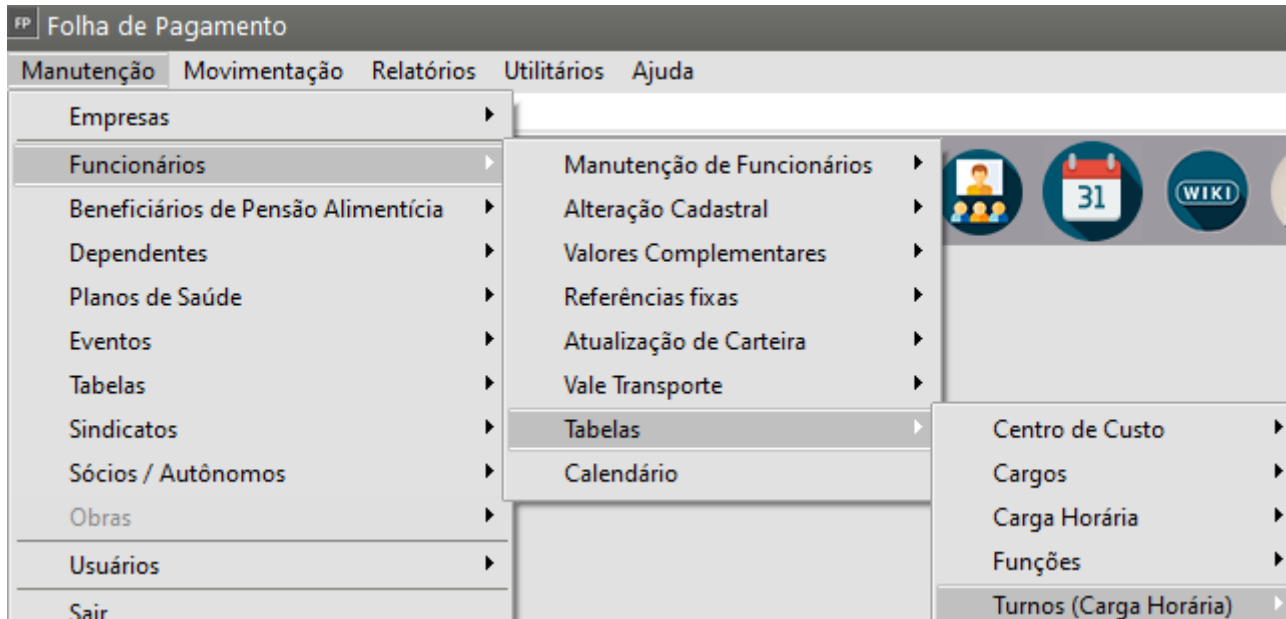 FP Folha de Pagamento
Manutenção Movimentação Relatórios Utilitários Ajuda
Empresas
Funcionários
Beneficiários de Pensão Alimentícia
Dependentes
Planos de Saúde
Eventos
Tabelas
Sindicatos
Sócios / Autônomos
Obras
Usuários
Sair
Manutenção de Funcionários
Alteração Cadastral
Valores Complementares
Referências fixas
Atualização de Carteira
Vale Transporte
Tabelas
Calendário
31
WIKI
Centro de Custo
Cargos
Carga Horária
Funções
Turnos (Carga Horária)